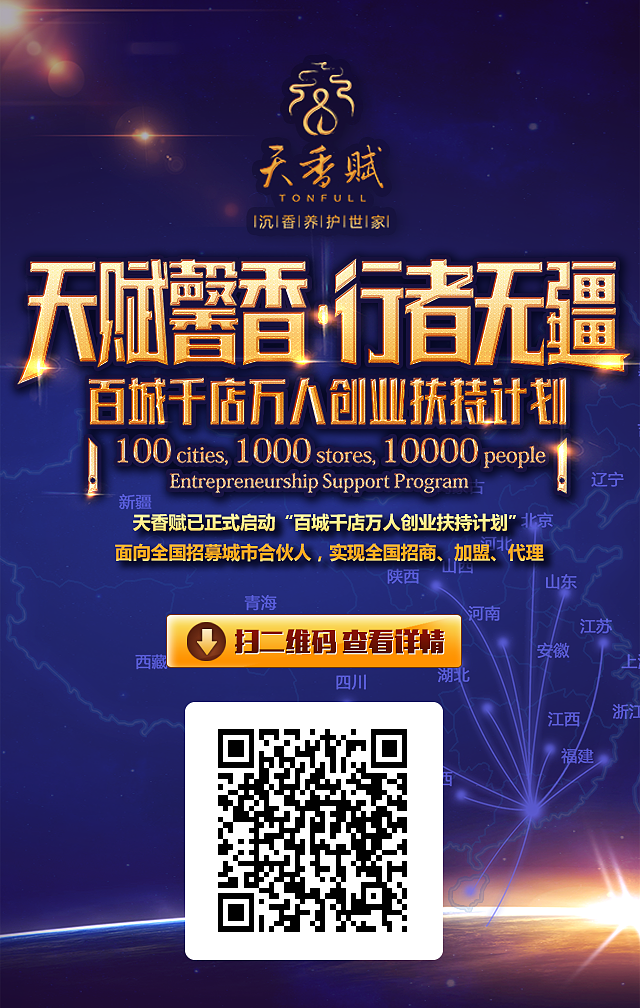 天香赋
TONFULL
沉香养护世家
天赋馨香·行者无疆
百城千店万人创业扶持计划
100 cities, 1000 stores, 10000 people
Entrepreneurship Support Program
辽宁
新疆
天香赋已正式启动“百城千店万人创业扶持计划”
北京
河北
面向全国招募城市合伙人，实现全国招商、加盟、代理
山西
陕西
山东
青海
河南
江苏
扫二维码 查看详情
安徽
西藏
上
湖北
四川
浙江
江西
福建
西